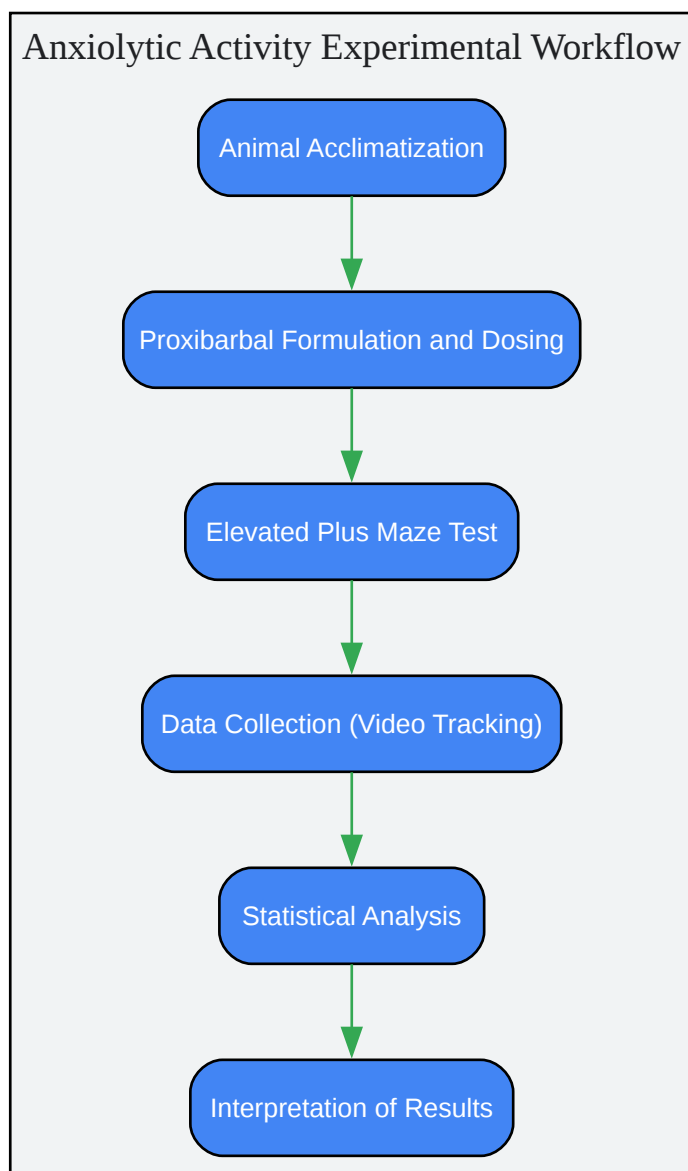 Anxiolytic Activity Experimental Workflow
Animal Acclimatization
Proxibarbal Formulation and Dosing
Elevated Plus Maze Test
Data Collection (Video Tracking)
Statistical Analysis
Interpretation of Results